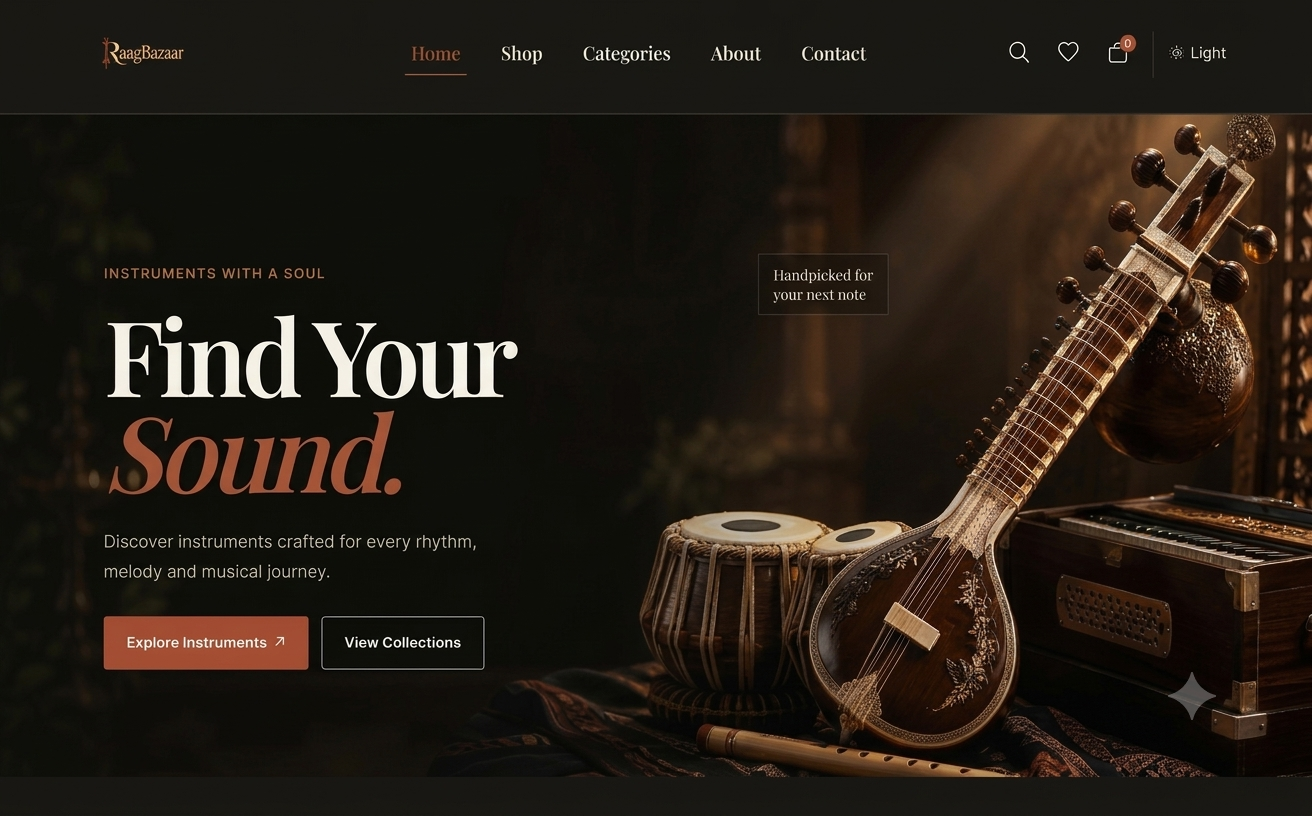 RaagBazaar
Home Shop Categories About Contact
0
Light
INSTRUMENTS WITH A SOUL
Find Your
Sound.
Discover instruments crafted for every rhythm,
melody and musical journey.
Explore Instruments ↗
View Collections
Handpicked for
your next note